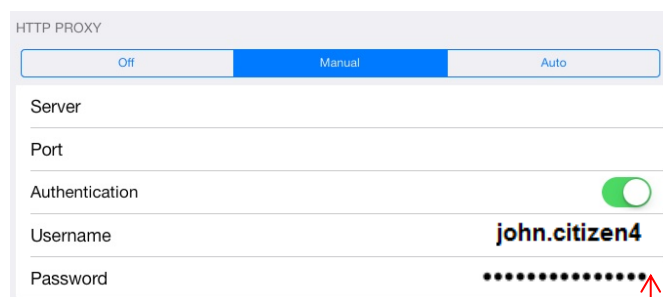 HTTP PROXY
Off Manual Auto
Server
Port
Authentication
Username john.citizen4
Password ●●●●●●●●●●●●●●●